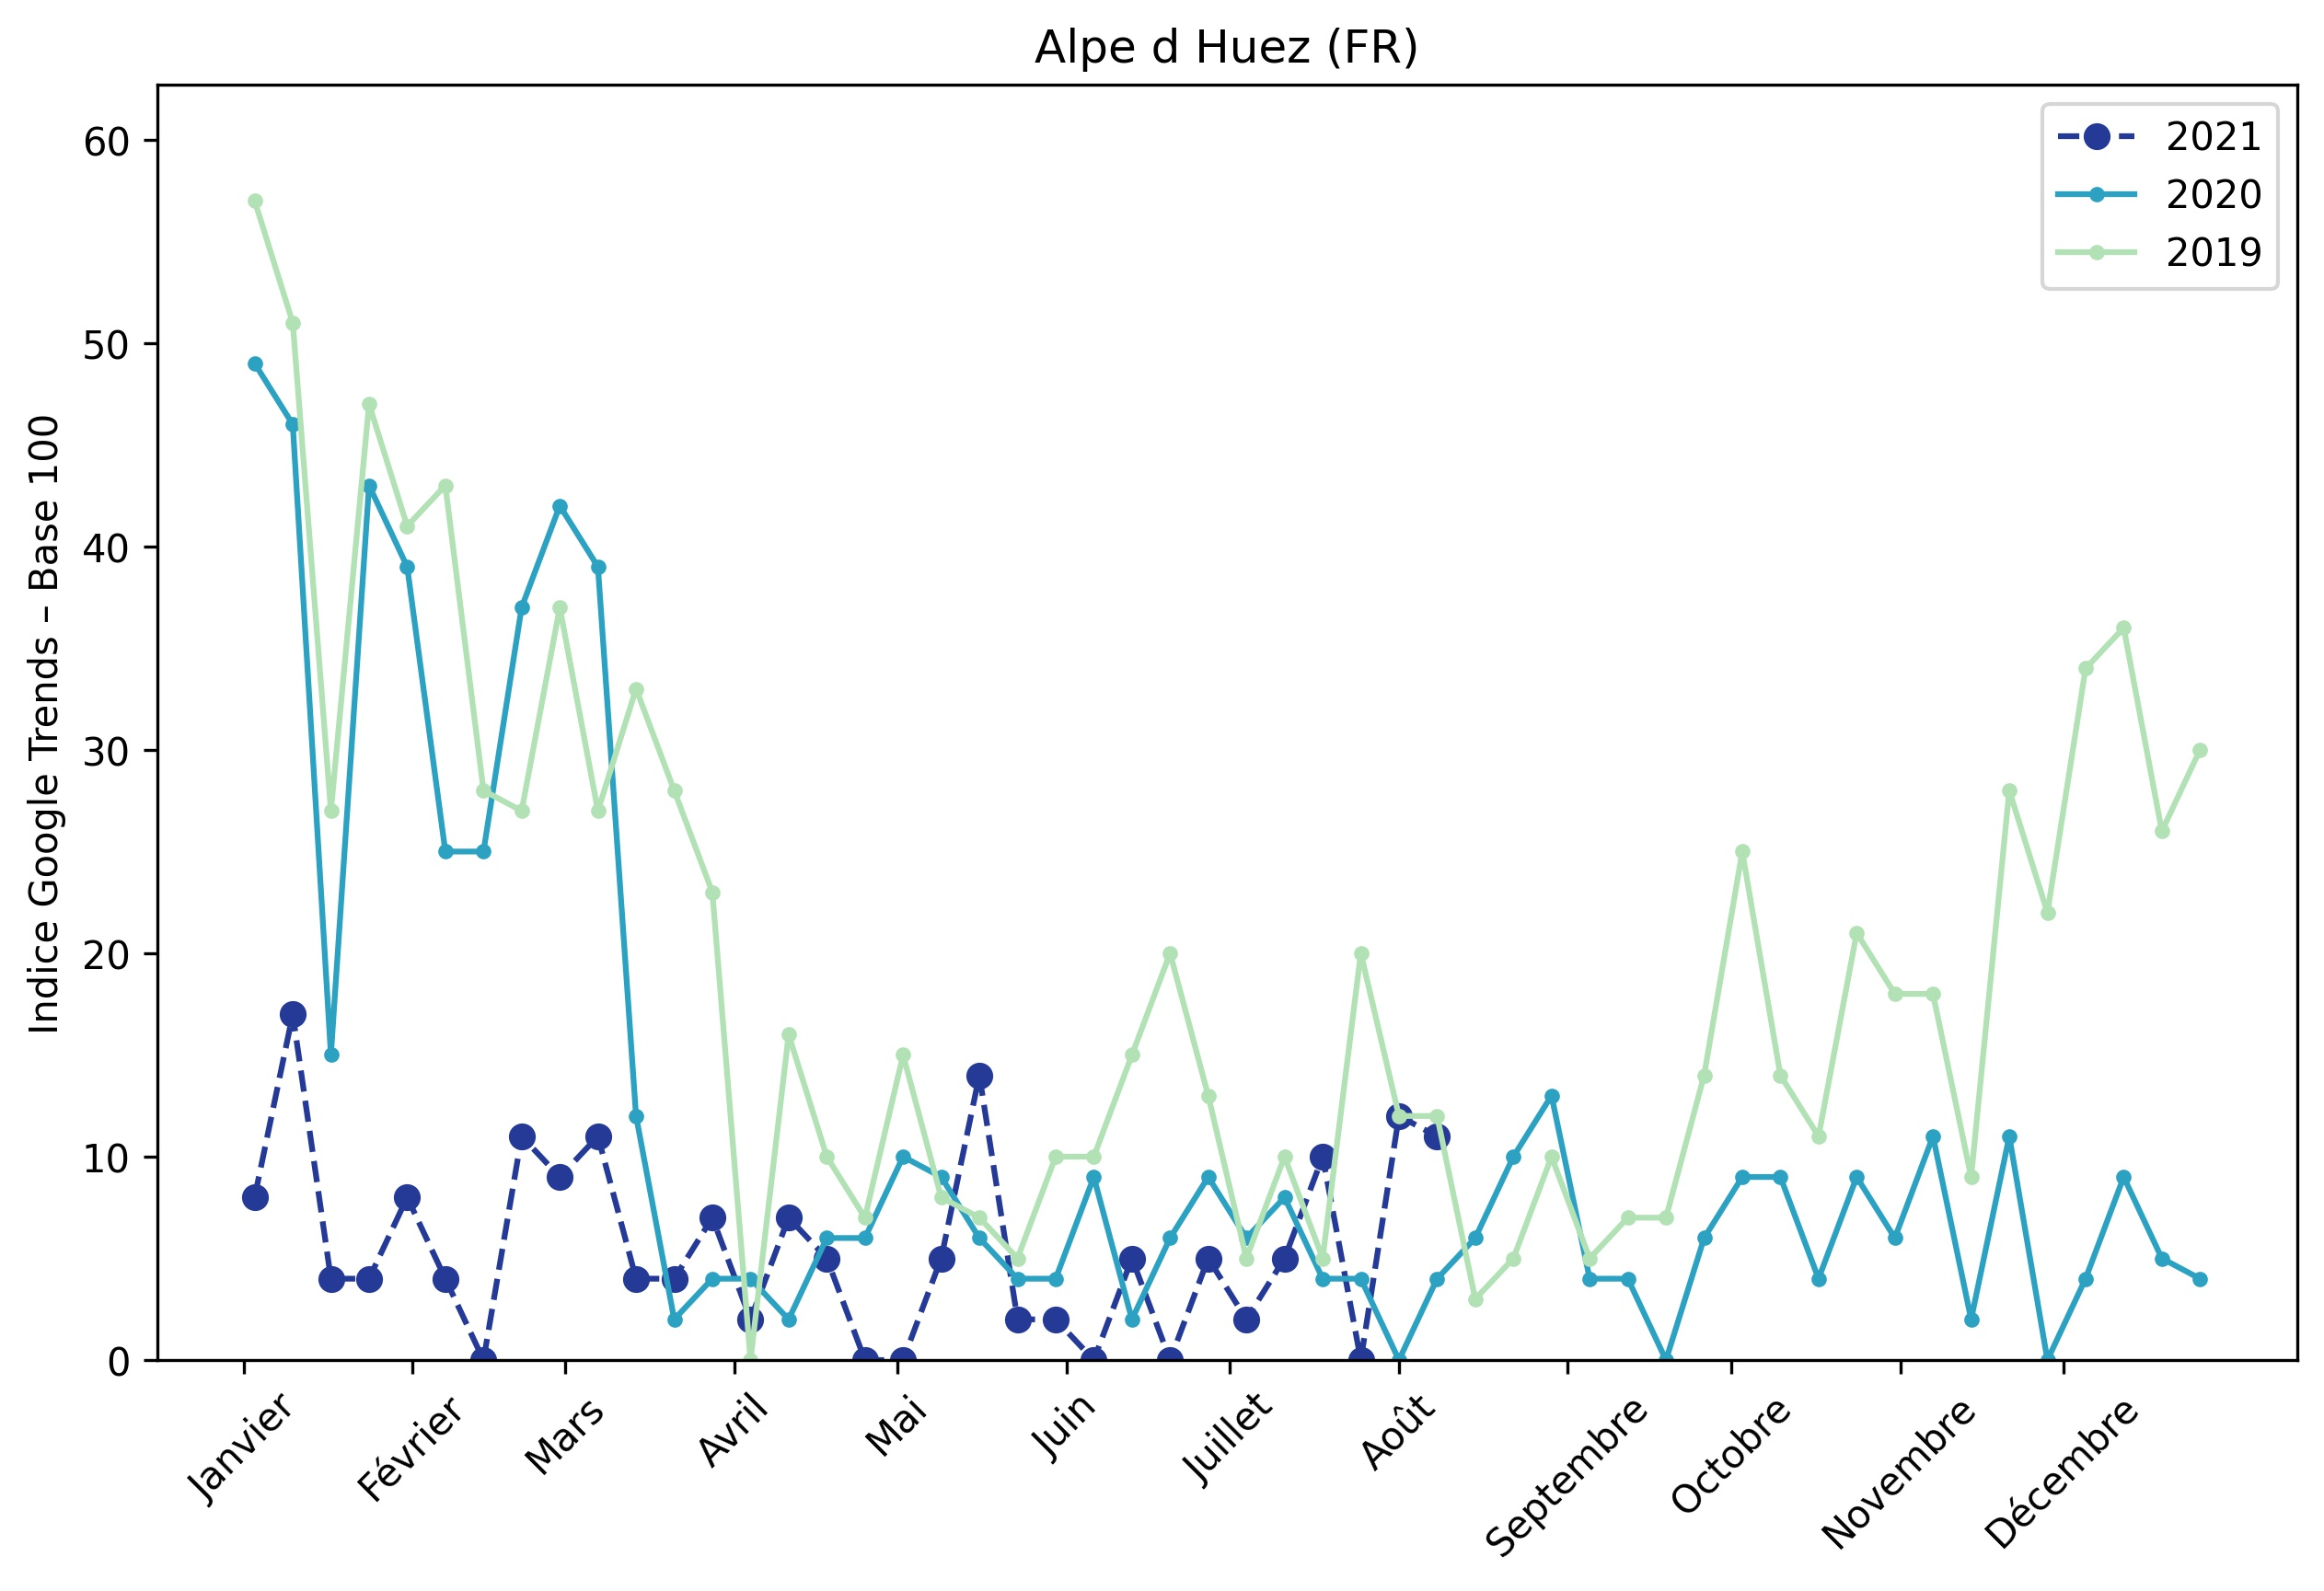 Alpe d Huez (FR)
2021
2020
2019
Indice Google Trends – Base 100
60
50
40
30
20
10
0
Janvier
Février
Mars
Avril
Mai
Juin
Juillet
Août
Septembre
Octobre
Novembre
Décembre